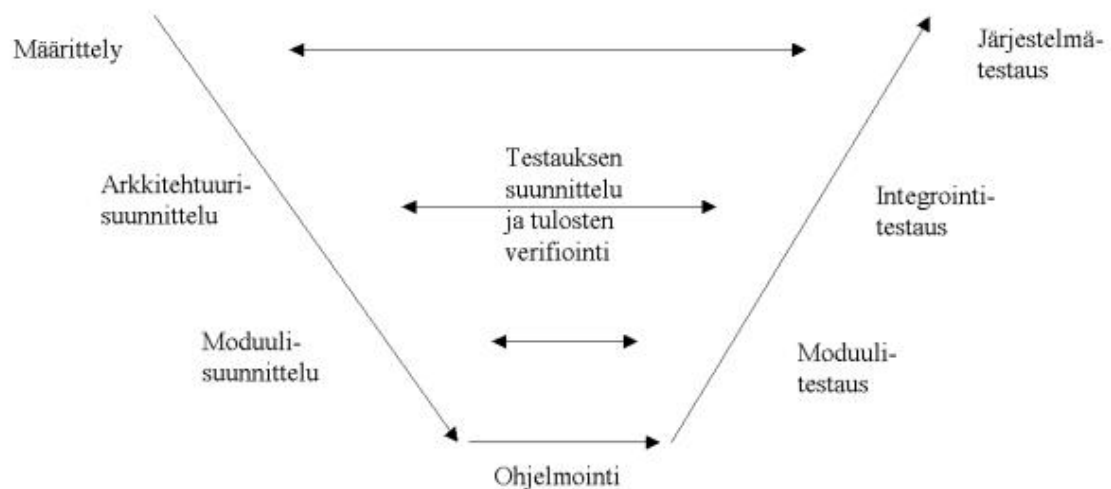 Määrittely
Järjestelmä-
testaus
Arkkitehtuuri-
suunnittelu
Testauksen
suunnittelu
ja tulosten
verifiointi
Integrointi-
testaus
Moduuli-
suunnittelu
Moduuli-
testaus
Ohjelmointi